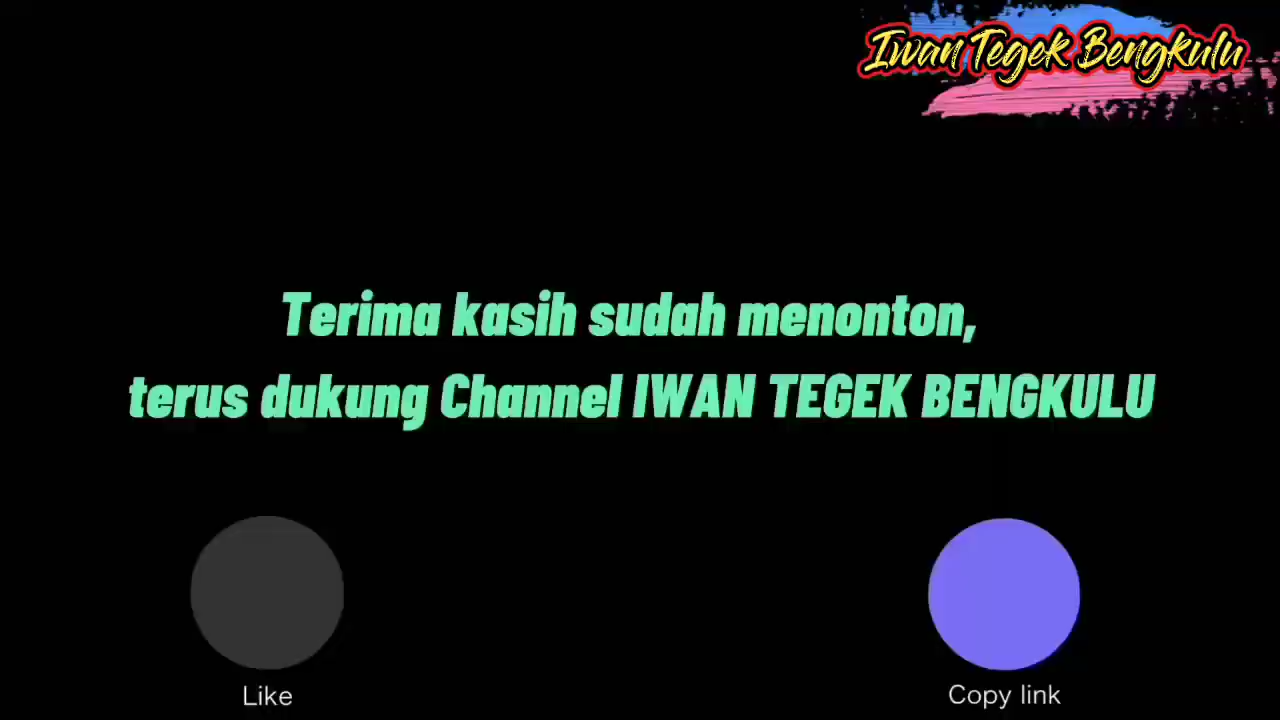 Iwan Tegek Bengkulu
Terima kasih sudah menonton,
terus dukung Channel IWAN TEGEK BENGKULU
Like
Copy link